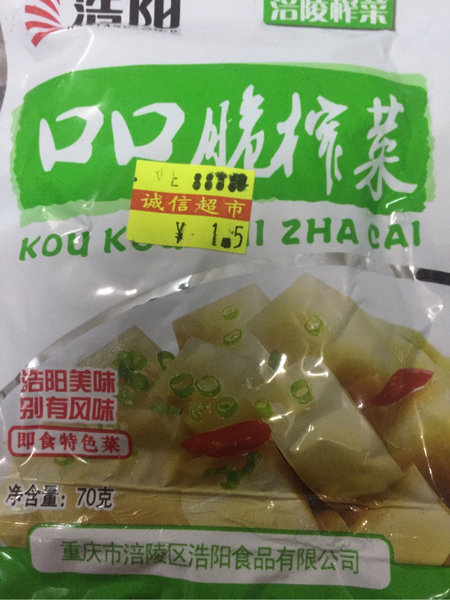 浩阳
涪陵榨菜
口口脆榨菜
诚信超市
¥ 1.5
KOU KOU ZHA CAI
浩阳美味
别有风味
即食特色菜
净含量：70克
重庆市涪陵区浩阳食品有限公司